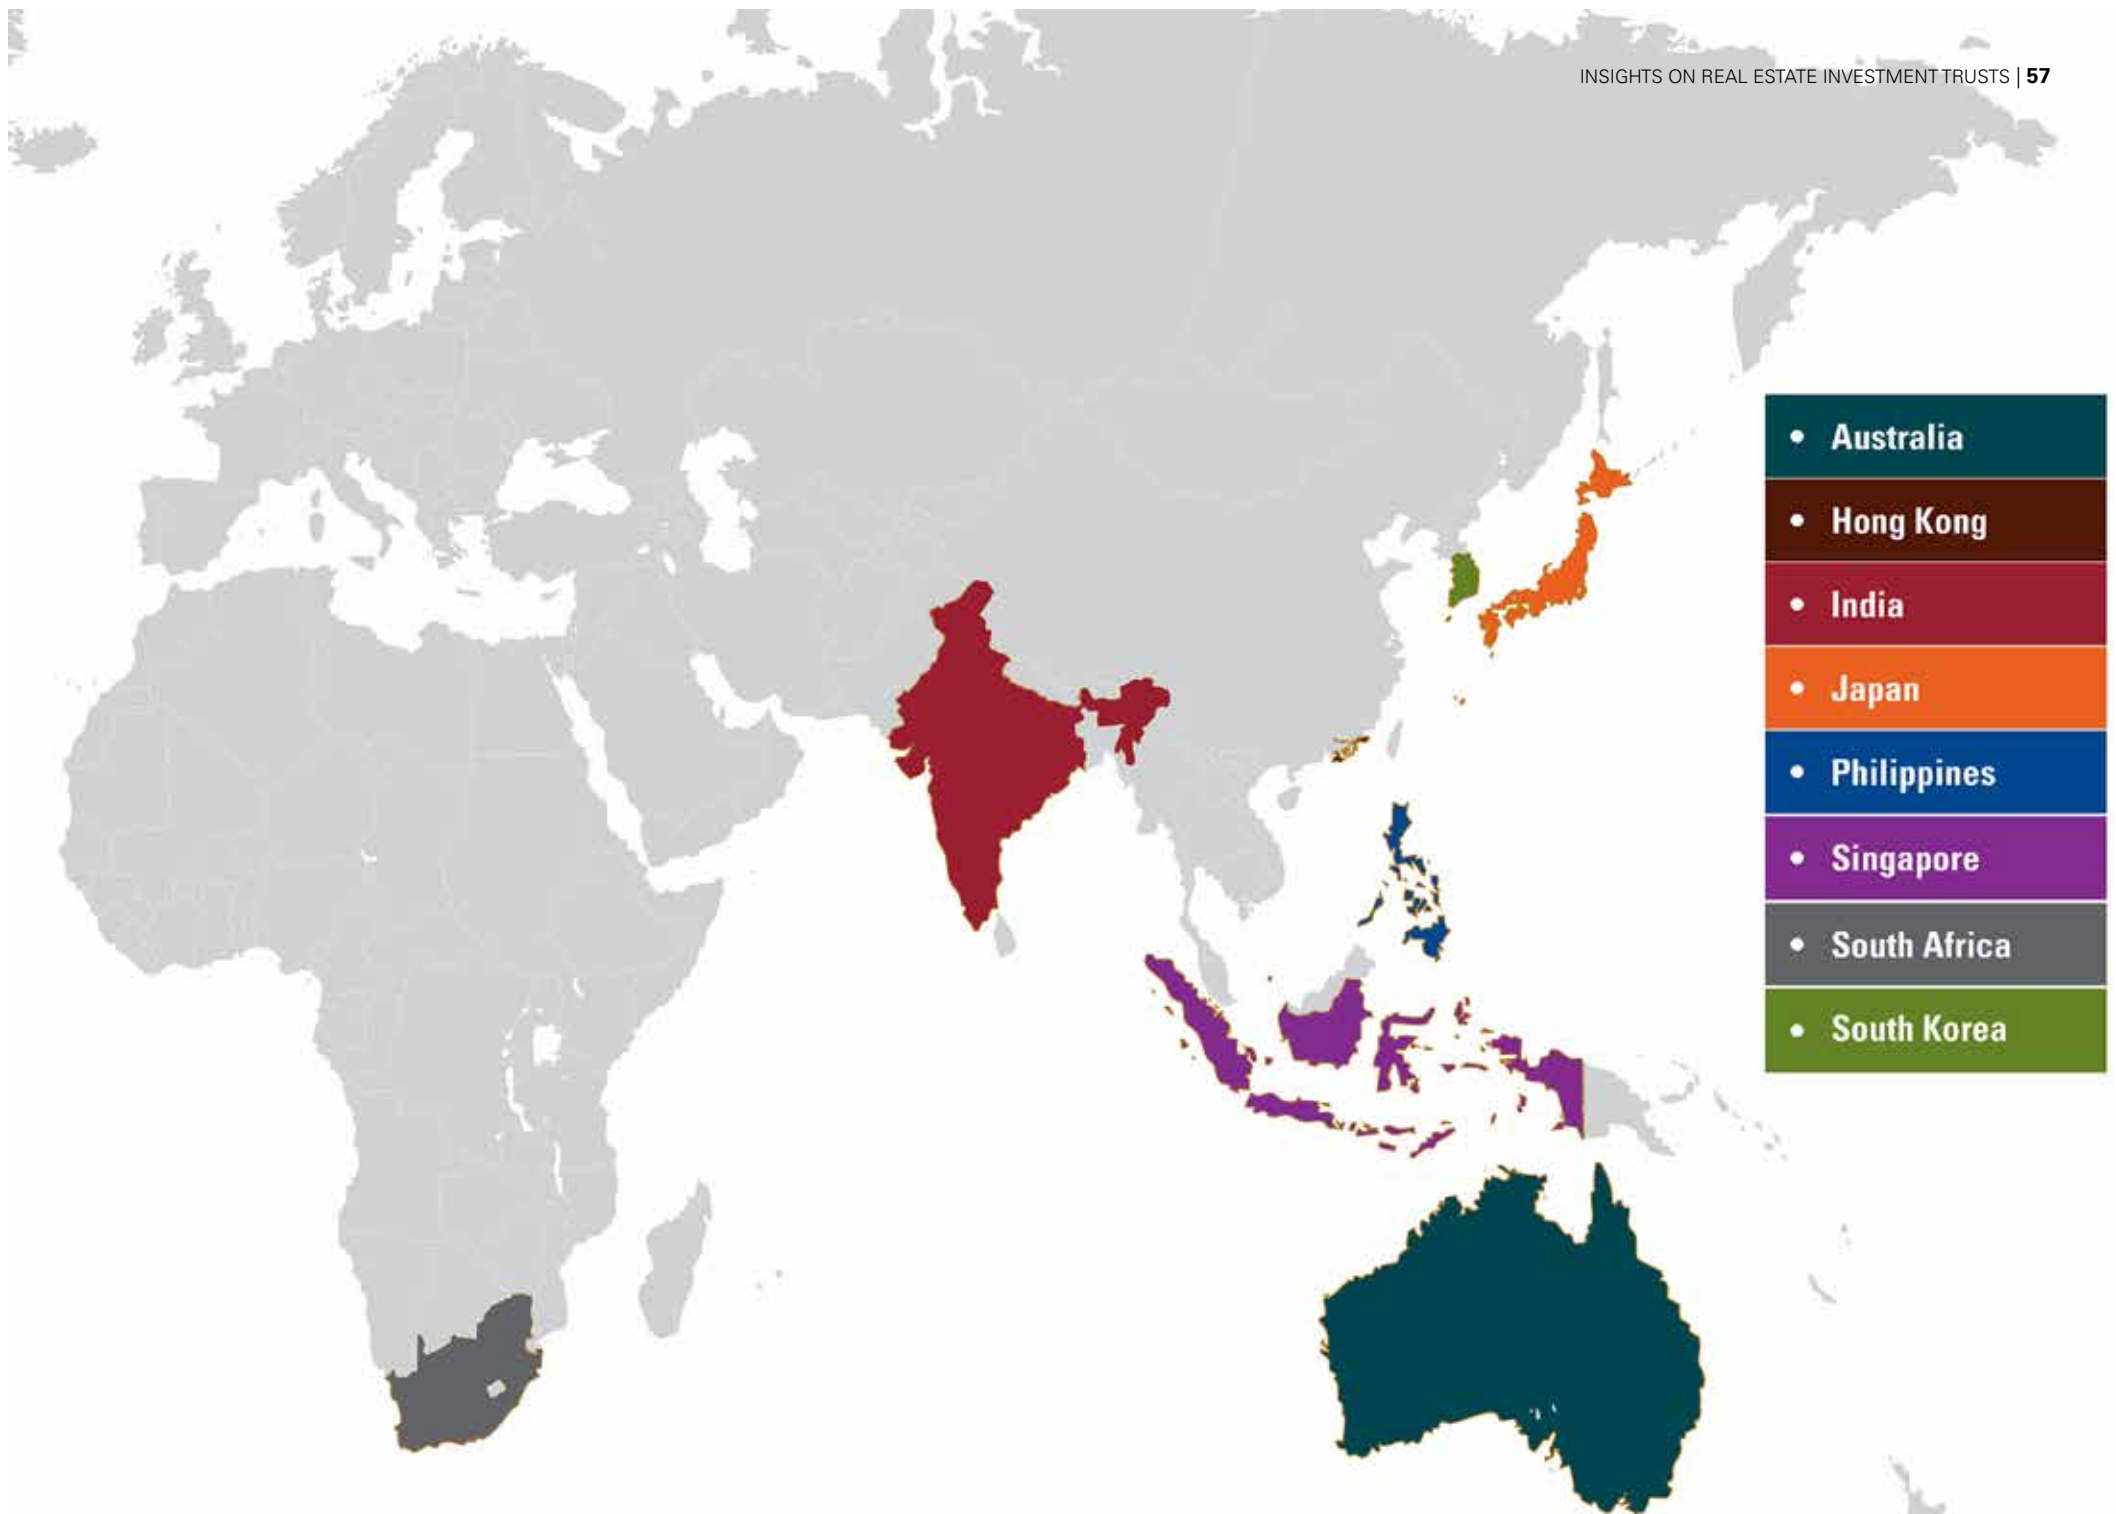 INSIGHTS ON REAL ESTATE INVESTMENT TRUSTS | 57
• Australia
• Hong Kong
• India
• Japan
• Philippines
• Singapore
• South Africa
• South Korea